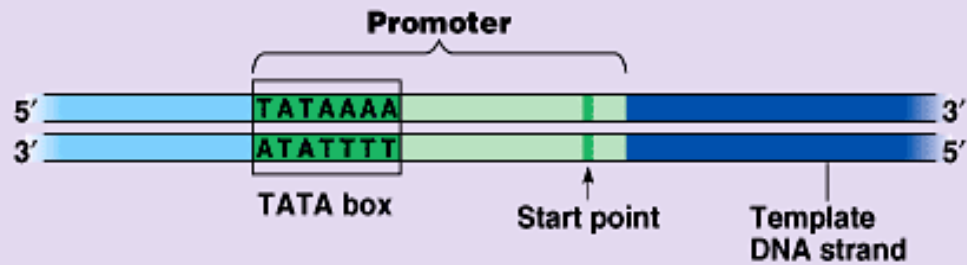 Promoter
5′ TATAAAA 3′
3′ ATATTTT 5′
TATA box
Start point
Template
DNA strand